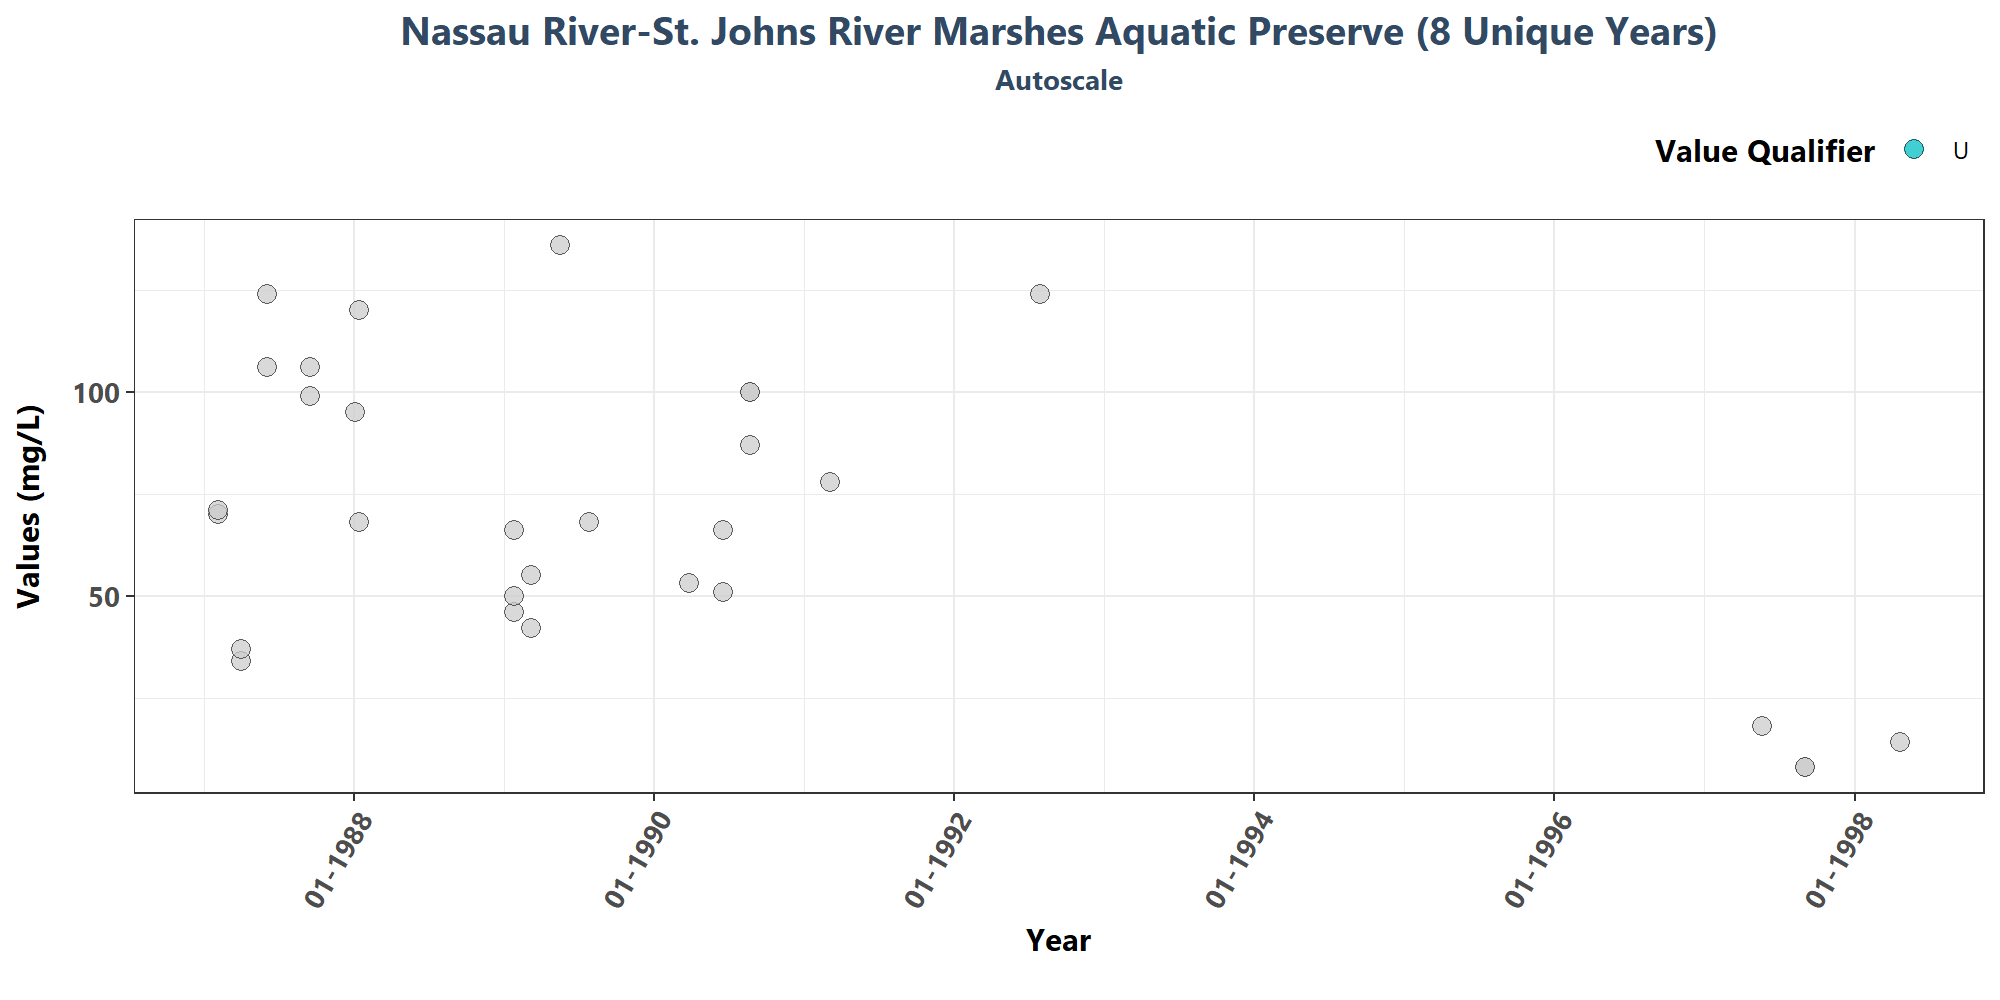 Nassau River-St. Johns River Marshes Aquatic Preserve (8 Unique Years)
Autoscale
Value Qualifier U
Values (mg/L)
100
50
01-1988 01-1990 01-1992 01-1994 01-1996 01-1998
Year